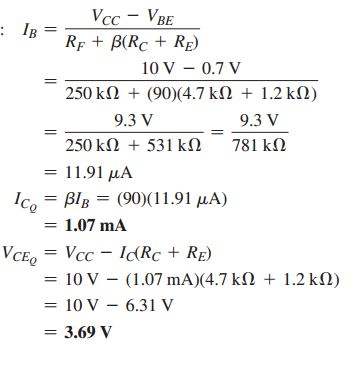 : I_B = (V_CC − V_BE) / (R_F + β(R_C + R_E))
= (10 V − 0.7 V) / (250 kΩ + (90)(4.7 kΩ + 1.2 kΩ))
= 9.3 V / (250 kΩ + 531 kΩ) = 9.3 V / 781 kΩ
= 11.91 μA
I_CQ = βI_B = (90)(11.91 μA)
= 1.07 mA
V_CEQ = V_CC − I_C(R_C + R_E)
= 10 V − (1.07 mA)(4.7 kΩ + 1.2 kΩ)
= 10 V − 6.31 V
= 3.69 V